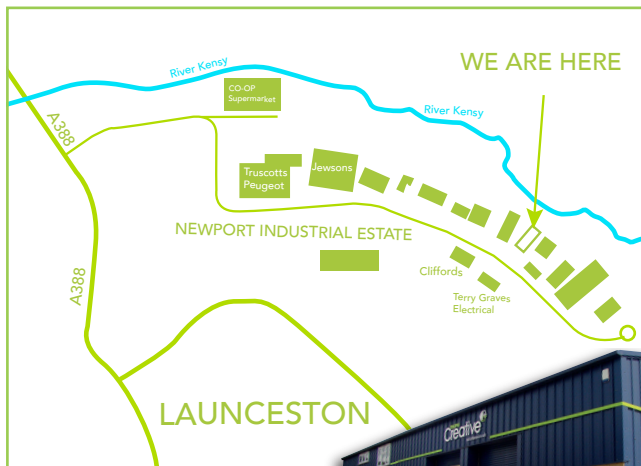 WE ARE HERE
River Kensy
CO-OP
Supermarket
River Kensy
A388
Jewsons
Truscotts
Peugeot
NEWPORT INDUSTRIAL ESTATE
Cliffords
A388
Terry Graves
Electrical
LAUNCESTON
Creative